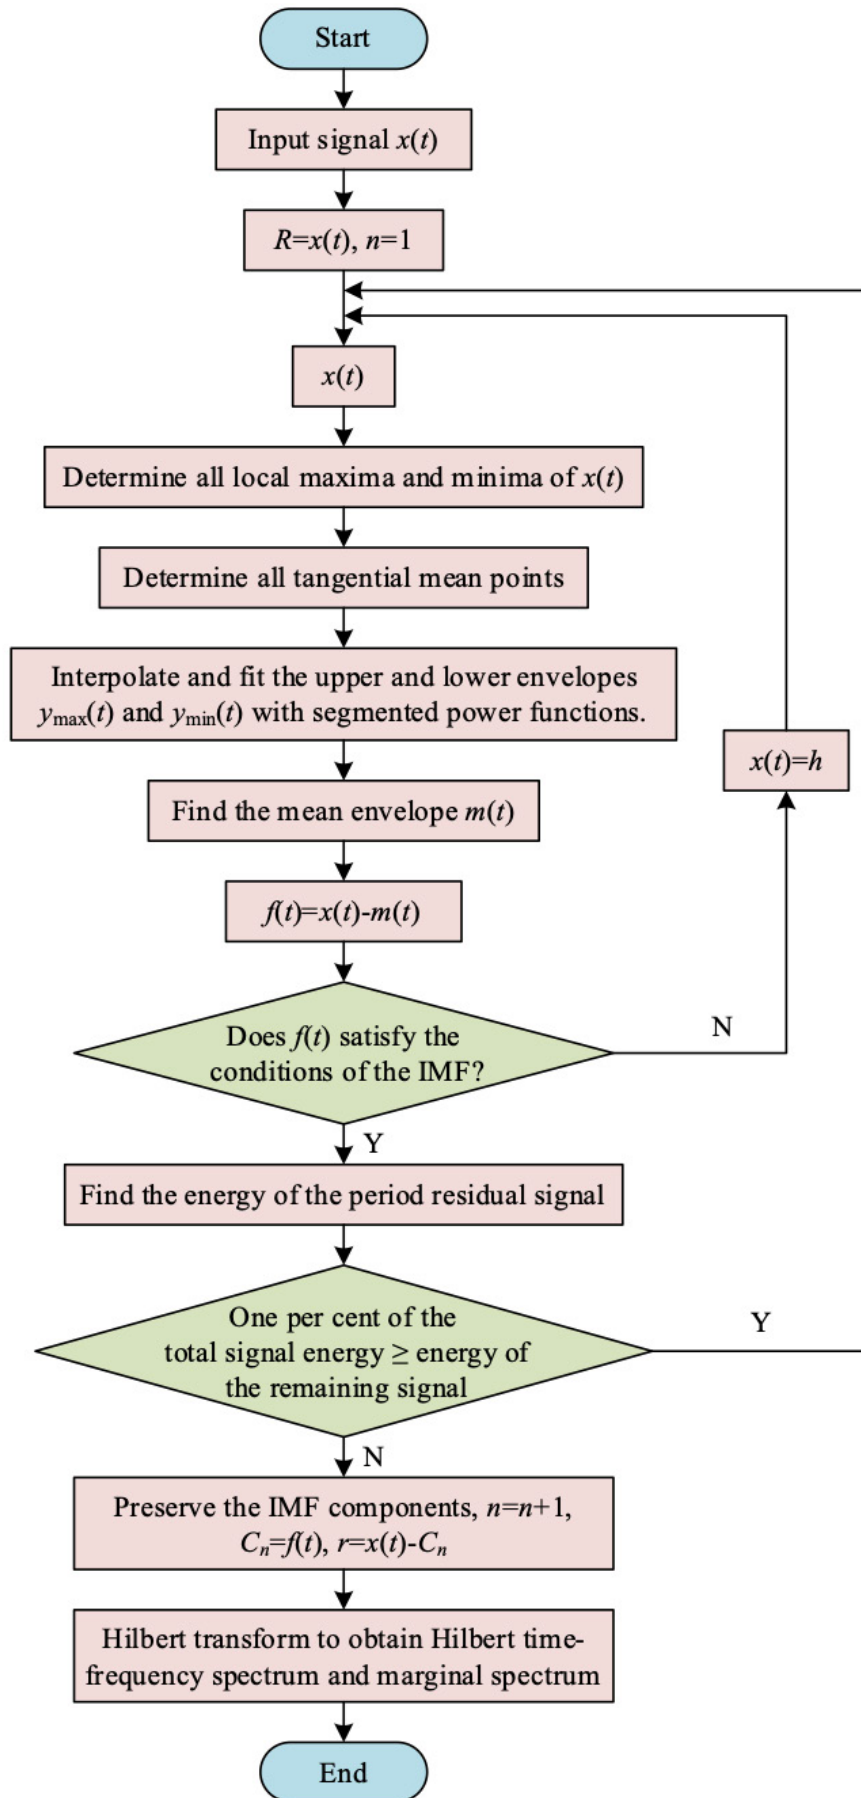 Start
Input signal x(t)
R=x(t), n=1
x(t)
Determine all local maxima and minima of x(t)
Determine all tangential mean points
Interpolate and fit the upper and lower envelopes
ymax(t) and ymin(t) with segmented power functions.
x(t)=h
Find the mean envelope m(t)
f(t)=x(t)-m(t)
Does f(t) satisfy the
conditions of the IMF?
N
Y
Find the energy of the period residual signal
One per cent of the
total signal energy ≥ energy of
the remaining signal
Y
N
Preserve the IMF components, n=n+1,
Cn=f(t), r=x(t)-Cn
Hilbert transform to obtain Hilbert time-
frequency spectrum and marginal spectrum
End